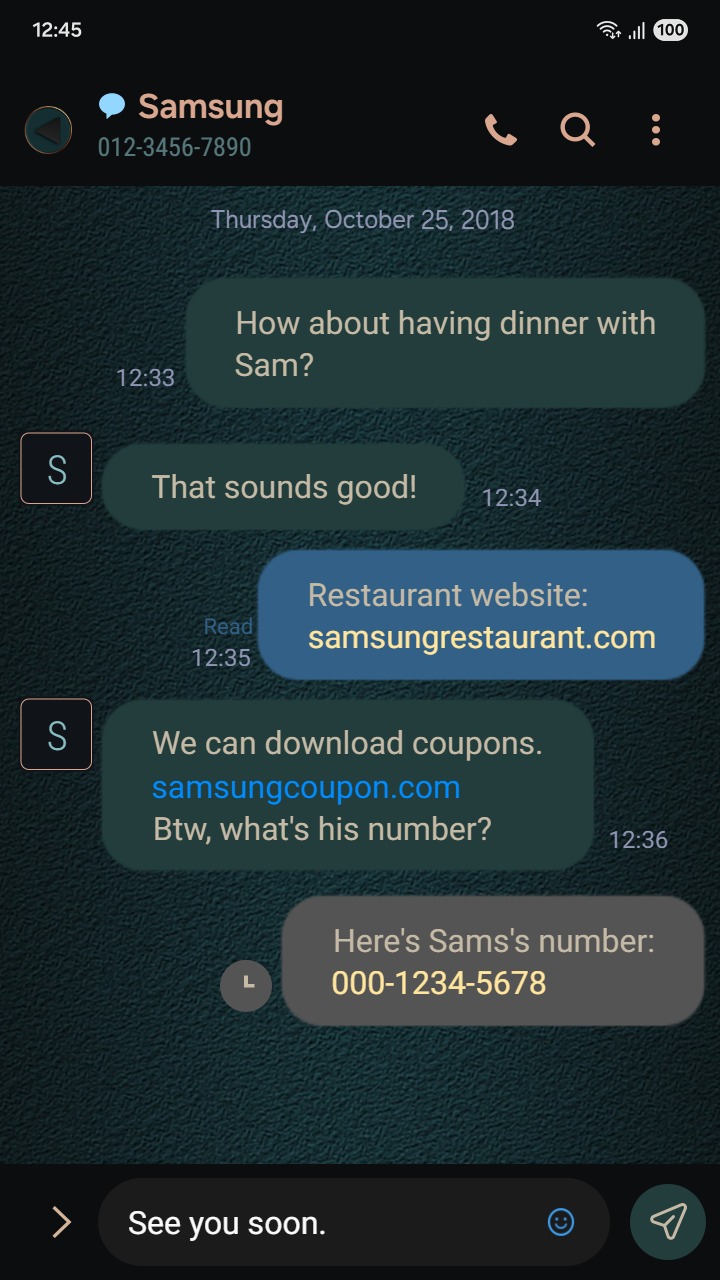 12:45
100
Samsung
012-3456-7890
Thursday, October 25, 2018
How about having dinner with
Sam?
12:33
S
That sounds good!
12:34
Restaurant website:
samsungrestaurant.com
Read
12:35
S
We can download coupons.
samsungcoupon.com
Btw, what's his number?
12:36
Here's Sams's number:
000-1234-5678
See you soon.